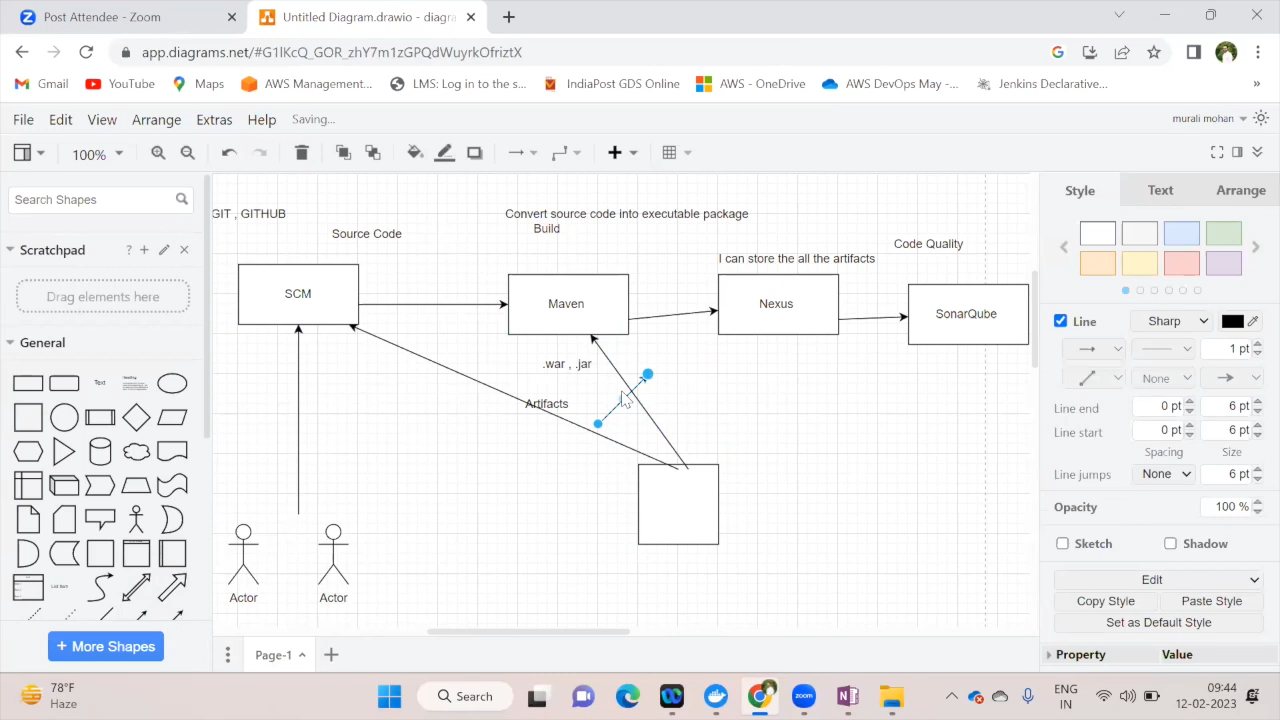 Post Attendee - Zoom
Untitled Diagram.drawio - diagra
app.diagrams.net/#G1lKcQ_GOR_zhY7m1zGPQdWuyrkOfriztX
Gmail
YouTube
Maps
AWS Management...
LMS: Log in to the s...
IndiaPost GDS Online
AWS - OneDrive
AWS DevOps May -...
Jenkins Declarative...
»
File
Edit
View
Arrange
Extras
Help
Saving...
murali mohan
100%
Search Shapes
Scratchpad
?
Drag elements here
General
Text
Heading
List Item
+ More Shapes
GIT , GITHUB
Source Code
Convert source code into executable package
Build
I can store the all the artifacts
Code Quality
SCM
Maven
Nexus
SonarQube
.war , .jar
Artifacts
Actor
Actor
Page-1
Style
Text
Arrange
Line
Sharp
1 pt
None
Line end
0 pt
6 pt
Line start
0 pt
6 pt
Spacing
Size
Line jumps
None
6 pt
Opacity
100 %
Sketch
Shadow
Edit
Copy Style
Paste Style
Set as Default Style
Property
Value
78°F
Haze
Search
zoom
ENG
IN
09:44
12-02-2023